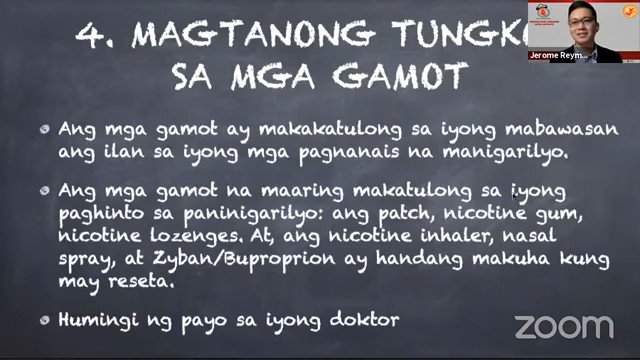 4. MAGTANONG TUNGKO
SA MGA GAMOT
Jerome Reym...
Ang mga gamot ay makakatulong sa iyong mabawasan
ang ilan sa iyong mga pagnanais na manigarilyo.
Ang mga gamot na maaring makatulong sa iyong
paghinto sa paninigarilyo: ang patch, nicotine gum,
nicotine lozenges. At, ang nicotine inhaler, nasal
spray, at Zyban/Buproprion ay handang makuha kung
may reseta.
Humingi ng payo sa iyong doktor
zoom